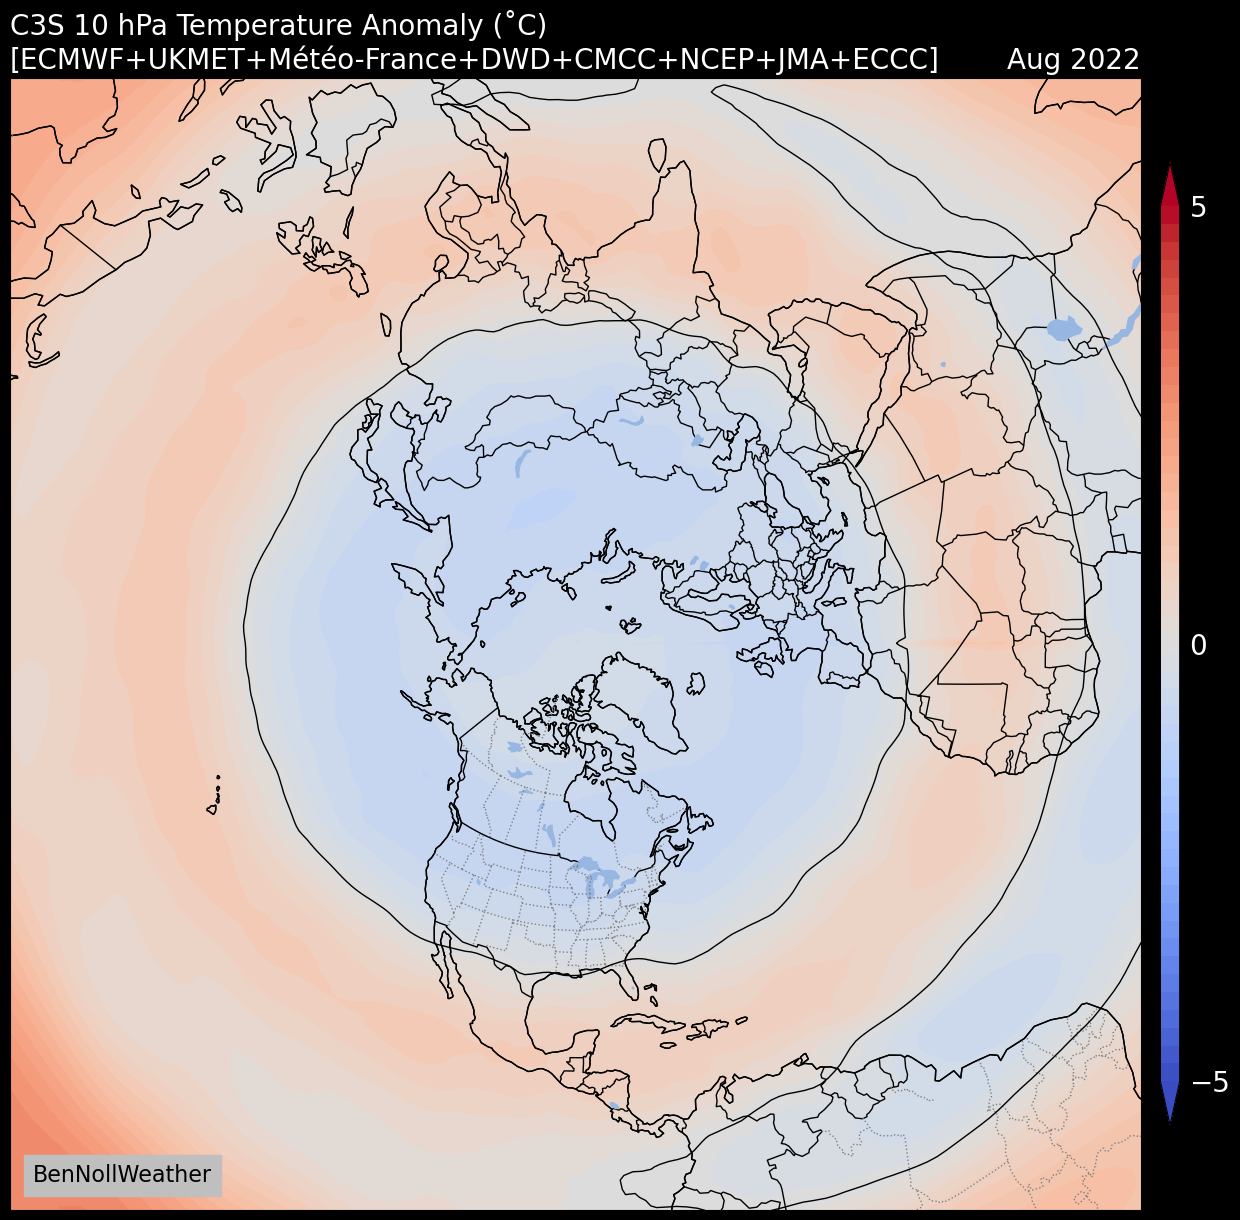 C3S 10 hPa Temperature Anomaly (˚C)
[ECMWF+UKMET+Météo-France+DWD+CMCC+NCEP+JMA+ECCC] Aug 2022
5
0
−5
BenNollWeather